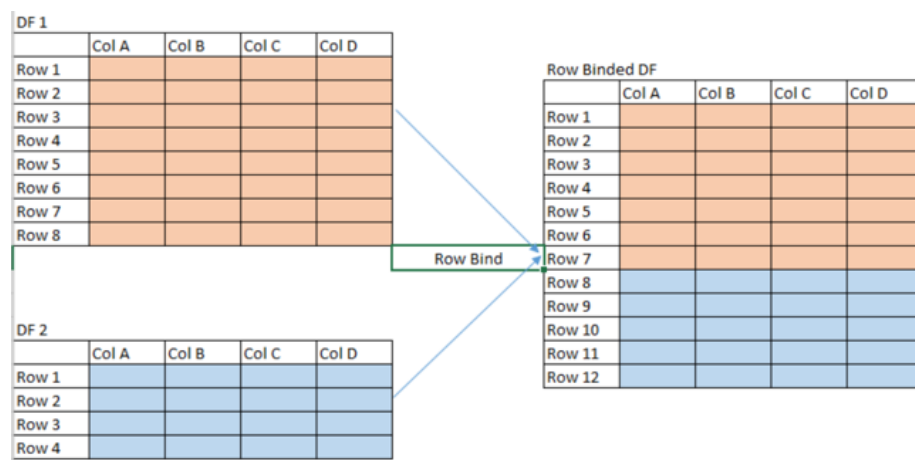 DF 1
Col A Col B Col C Col D
Row 1
Row 2
Row 3
Row 4
Row 5
Row 6
Row 7
Row 8
Row Bind
DF 2
Col A Col B Col C Col D
Row 1
Row 2
Row 3
Row 4
Row Binded DF
Col A Col B Col C Col D
Row 1
Row 2
Row 3
Row 4
Row 5
Row 6
Row 7
Row 8
Row 9
Row 10
Row 11
Row 12